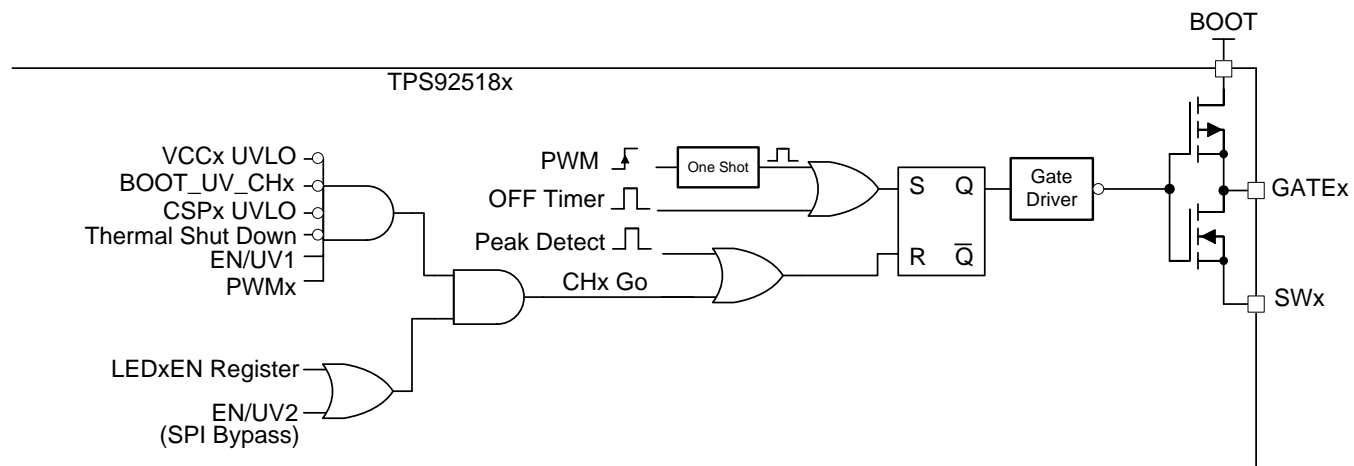 BOOT
TPS92518x
VCCx UVLO
BOOT_UV_CHx
CSPx UVLO
Thermal Shut Down
EN/UV1
PWMx
LEDxEN Register
EN/UV2
(SPI Bypass)
PWM
One Shot
OFF Timer
Peak Detect
CHx Go
S Q
R Q
Gate
Driver
GATEx
SWx